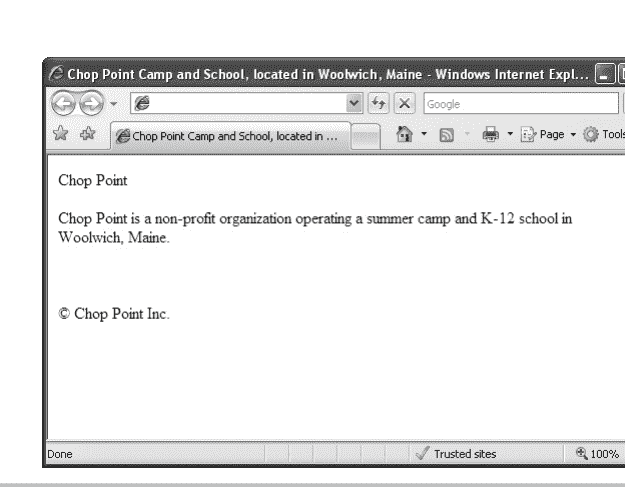 Chop Point Camp and School, located in Woolwich, Maine - Windows Internet Expl...
Google
Chop Point Camp and School, located in ...
Page
Tools
Chop Point
Chop Point is a non-profit organization operating a summer camp and K-12 school in
Woolwich, Maine.
© Chop Point Inc.
Done
Trusted sites
100%